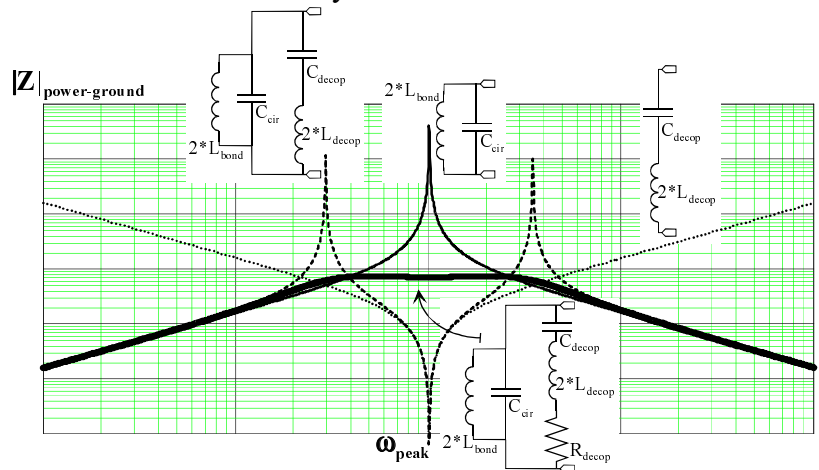 |Z|power-ground
Ccir
2*Lbond
Cdecop
2*Ldecop
2*Lbond
Ccir
Cdecop
2*Ldecop
ωpeak
2*Lbond
Ccir
Cdecop
2*Ldecop
Rdecop